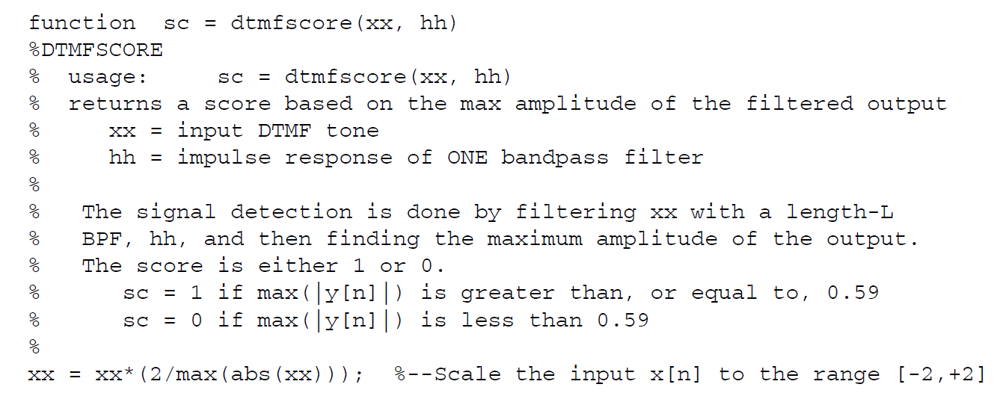 function  sc = dtmfscore(xx, hh)
%DTMFSCORE
%  usage:     sc = dtmfscore(xx, hh)
%  returns a score based on the max amplitude of the filtered output
%     xx = input DTMF tone
%     hh = impulse response of ONE bandpass filter
%
%   The signal detection is done by filtering xx with a length-L
%   BPF, hh, and then finding the maximum amplitude of the output.
%   The score is either 1 or 0.
%      sc = 1 if max(|y[n]|) is greater than, or equal to, 0.59
%      sc = 0 if max(|y[n]|) is less than 0.59
%
xx = xx*(2/max(abs(xx)));  %--Scale the input x[n] to the range [-2,+2]